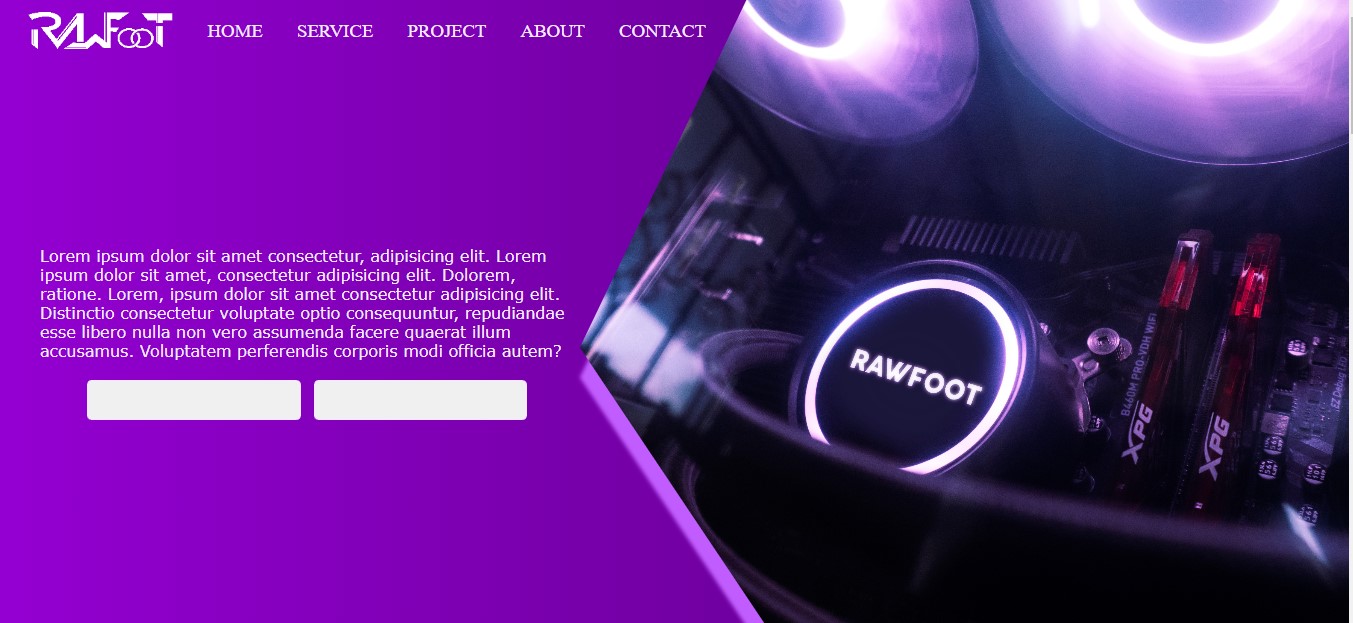 RAWFOOT
HOME SERVICE PROJECT ABOUT CONTACT
Lorem ipsum dolor sit amet consectetur, adipisicing elit. Lorem
ipsum dolor sit amet, consectetur adipisicing elit. Dolorem,
ratione. Lorem, ipsum dolor sit amet consectetur adipisicing elit.
Distinctio consectetur voluptate optio consequuntur, repudiandae
esse libero nulla non vero assumenda facere quaerat illum
accusamus. Voluptatem perferendis corporis modi officia autem?
RAWFOOT
B460M PRO-VDH WIFI
XPG
XPG
EZ Debug LED